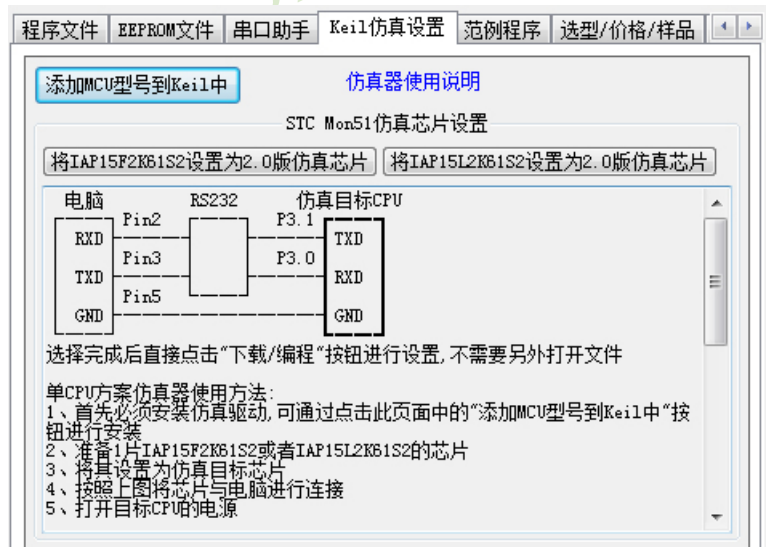 程序文件 EEPROM文件 串口助手 Keil仿真设置 范例程序 选型/价格/样品
添加MCU型号到Keil中 仿真器使用说明
STC Mon51仿真芯片设置
将IAP15F2K61S2设置为2.0版仿真芯片 将IAP15L2K61S2设置为2.0版仿真芯片
电脑 RS232 仿真目标CPU
Pin2 P3.1
RXD TXD
Pin3 P3.0
TXD RXD
Pin5
GND GND
选择完成后直接点击"下载/编程"按钮进行设置,不需要另外打开文件
单CPU方案仿真器使用方法:
1、首先必须安装仿真驱动,可通过点击此页面中的"添加MCU型号到Keil中"按
钮进行安装
2、准备1片IAP15F2K61S2或者IAP15L2K61S2的芯片
3、将其设置为仿真目标芯片
4、按照上图将芯片与电脑进行连接
5、打开目标CPU的电源